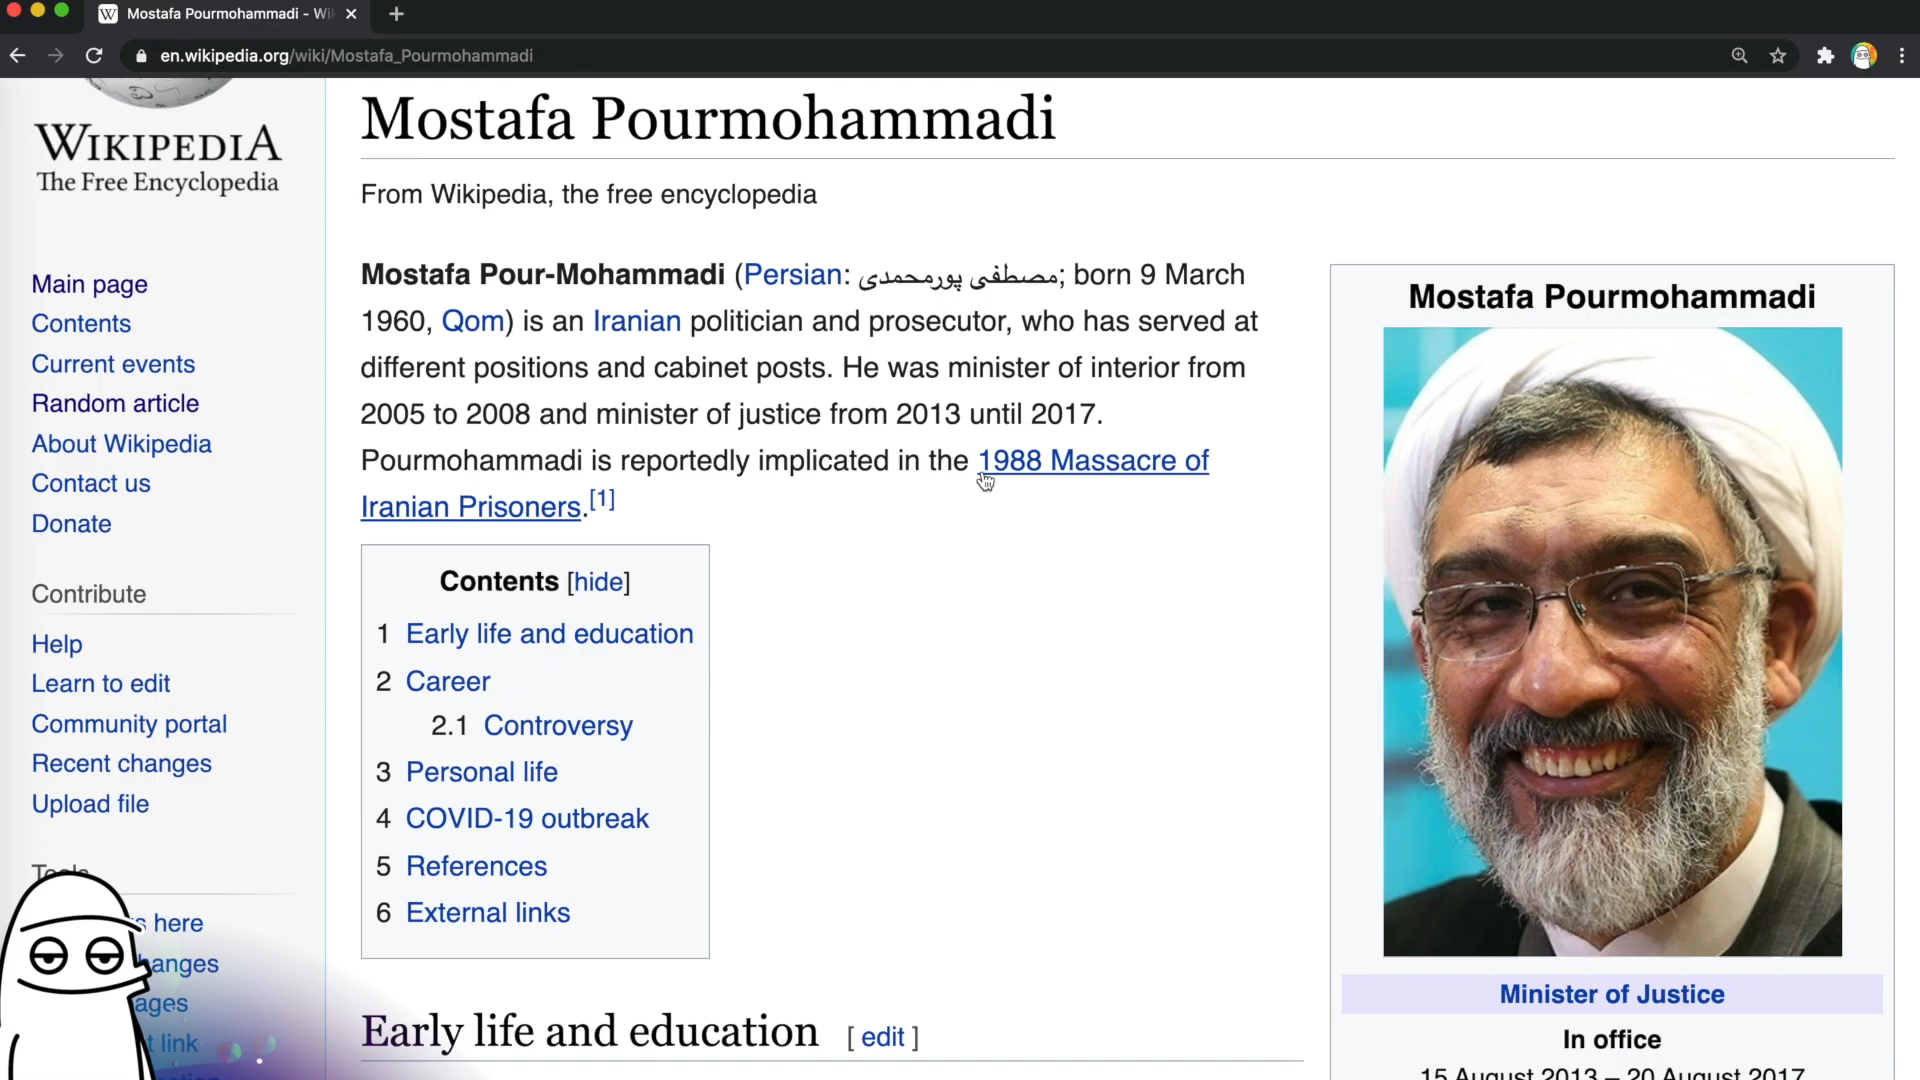 Mostafa Pourmohammadi - Wi
en.wikipedia.org/wiki/Mostafa_Pourmohammadi
WIKIPEDIA
The Free Encyclopedia
Main page
Contents
Current events
Random article
About Wikipedia
Contact us
Donate
Contribute
Help
Learn to edit
Community portal
Recent changes
Upload file
Tools
here
link
Mostafa Pourmohammadi
From Wikipedia, the free encyclopedia
Mostafa Pour-Mohammadi (Persian: مصطفی پورمحمدی; born 9 March
1960, Qom) is an Iranian politician and prosecutor, who has served at
different positions and cabinet posts. He was minister of interior from
2005 to 2008 and minister of justice from 2013 until 2017.
Pourmohammadi is reportedly implicated in the 1988 Massacre of
Iranian Prisoners.[1]
Contents [hide]
1 Early life and education
2 Career
2.1 Controversy
3 Personal life
4 COVID-19 outbreak
5 References
6 External links
Early life and education [ edit ]
Mostafa Pourmohammadi
Minister of Justice
In office
15 August 2013 – 20 August 2017